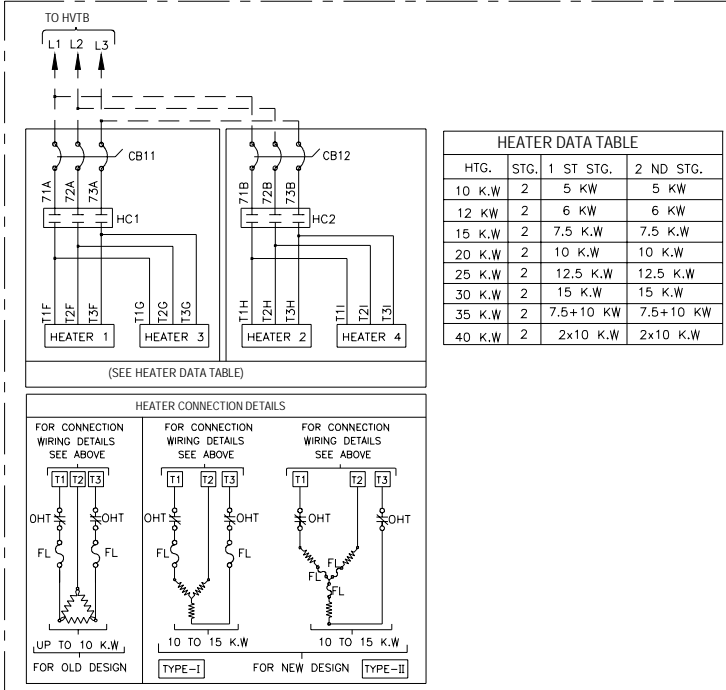 TO HVTB
L1 L2 L3
CB11
CB12
71A 72A 73A
71B 72B 73B
HC1
HC2
T1F T2F T3F T1G T2G T3G
T1H T2H T3H T1I T2I T3I
HEATER 1
HEATER 3
HEATER 2
HEATER 4
(SEE HEATER DATA TABLE)
HEATER DATA TABLE
HTG. STG. 1 ST STG. 2 ND STG.
10 K.W 2 5 KW 5 KW
12 KW 2 6 KW 6 KW
15 K.W 2 7.5 K.W 7.5 K.W
20 K.W 2 10 K.W 10 K.W
25 K.W 2 12.5 K.W 12.5 K.W
30 K.W 2 15 K.W 15 K.W
35 K.W 2 7.5+10 KW 7.5+10 KW
40 K.W 2 2x10 K.W 2x10 K.W
HEATER CONNECTION DETAILS
FOR CONNECTION
WIRING DETAILS
SEE ABOVE
T1 T2 T3
OHT OHT
FL FL
UP TO 10 K.W
FOR OLD DESIGN
FOR CONNECTION
WIRING DETAILS
SEE ABOVE
T1 T2 T3
OHT OHT
FL FL
10 TO 15 K.W
TYPE-I
FOR CONNECTION
WIRING DETAILS
SEE ABOVE
T1 T2 T3
OHT OHT
FL
FL
FL
10 TO 15 K.W
FOR NEW DESIGN
TYPE-II